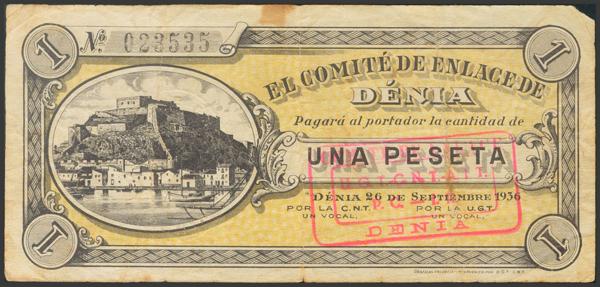 1 Nº 023535 1
EL COMITÉ DE ENLACE DE
DÉNIA
Pagará al portador la cantidad de
UNA PESETA
DÉNIA 26 DE SEPTIEMBRE 1936
POR LA C.N.T. POR LA U.G.T.
UN VOCAL, UN VOCAL,
DENIA
1 1